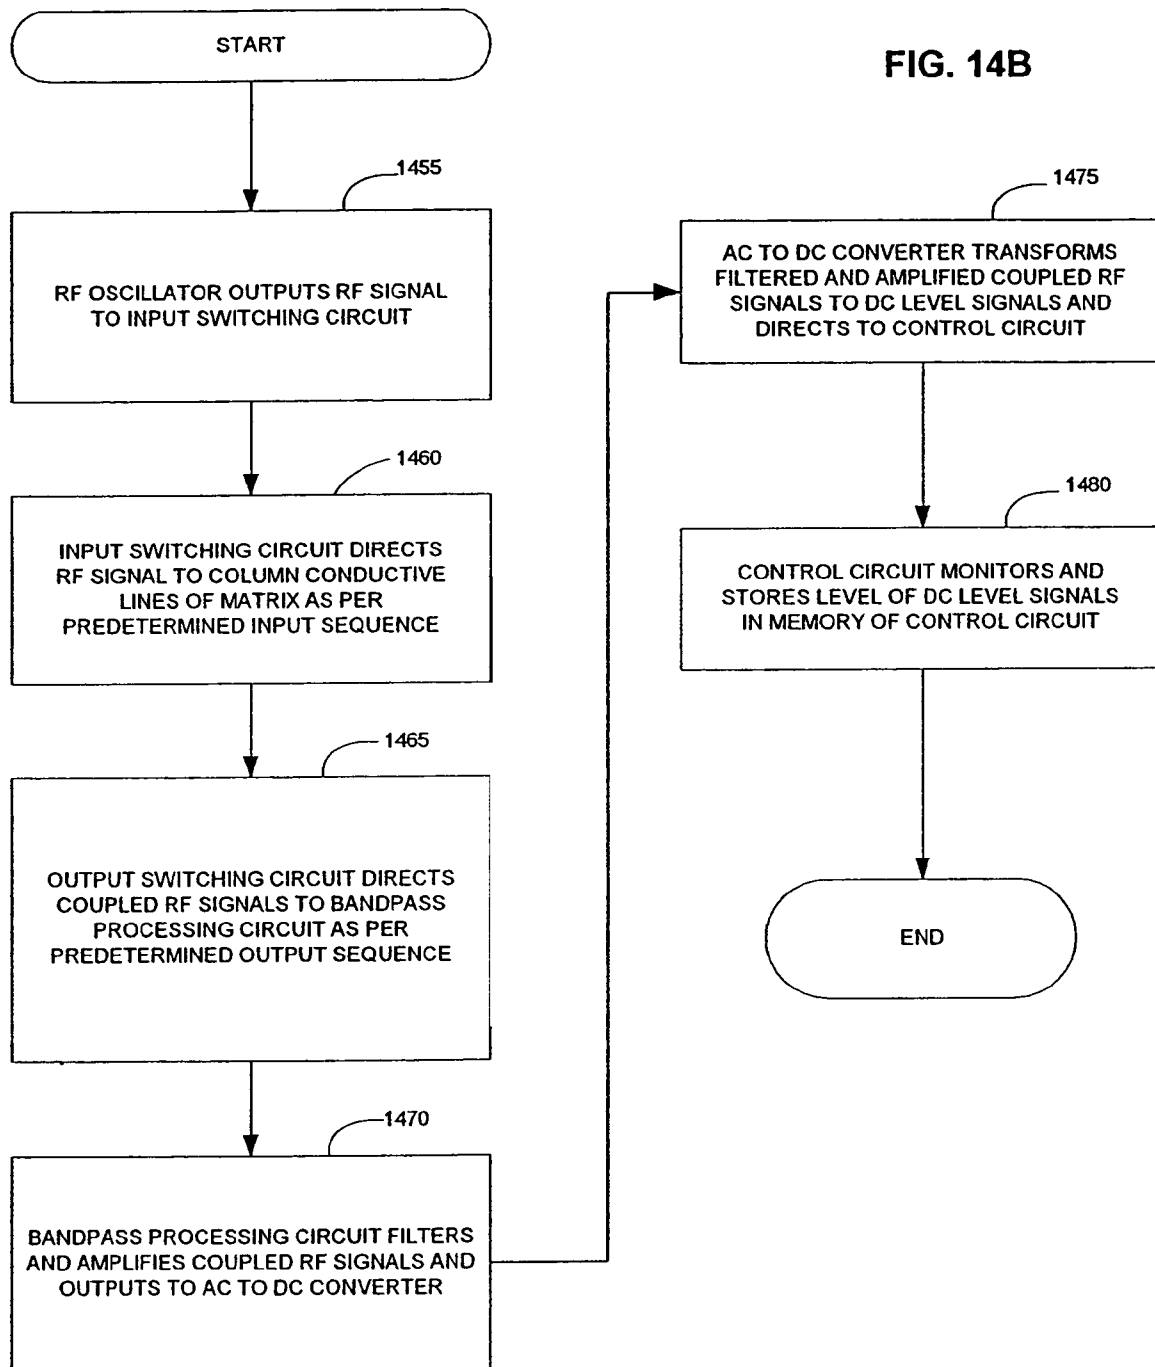 START
FIG. 14B
1455
RF OSCILLATOR OUTPUTS RF SIGNAL
TO INPUT SWITCHING CIRCUIT
1460
INPUT SWITCHING CIRCUIT DIRECTS
RF SIGNAL TO COLUMN CONDUCTIVE
LINES OF MATRIX AS PER
PREDETERMINED INPUT SEQUENCE
1465
OUTPUT SWITCHING CIRCUIT DIRECTS
COUPLED RF SIGNALS TO BANDPASS
PROCESSING CIRCUIT AS PER
PREDETERMINED OUTPUT SEQUENCE
1470
BANDPASS PROCESSING CIRCUIT FILTERS
AND AMPLIFIES COUPLED RF SIGNALS AND
OUTPUTS TO AC TO DC CONVERTER
1475
AC TO DC CONVERTER TRANSFORMS
FILTERED AND AMPLIFIED COUPLED RF
SIGNALS TO DC LEVEL SIGNALS AND
DIRECTS TO CONTROL CIRCUIT
1480
CONTROL CIRCUIT MONITORS AND
STORES LEVEL OF DC LEVEL SIGNALS
IN MEMORY OF CONTROL CIRCUIT
END